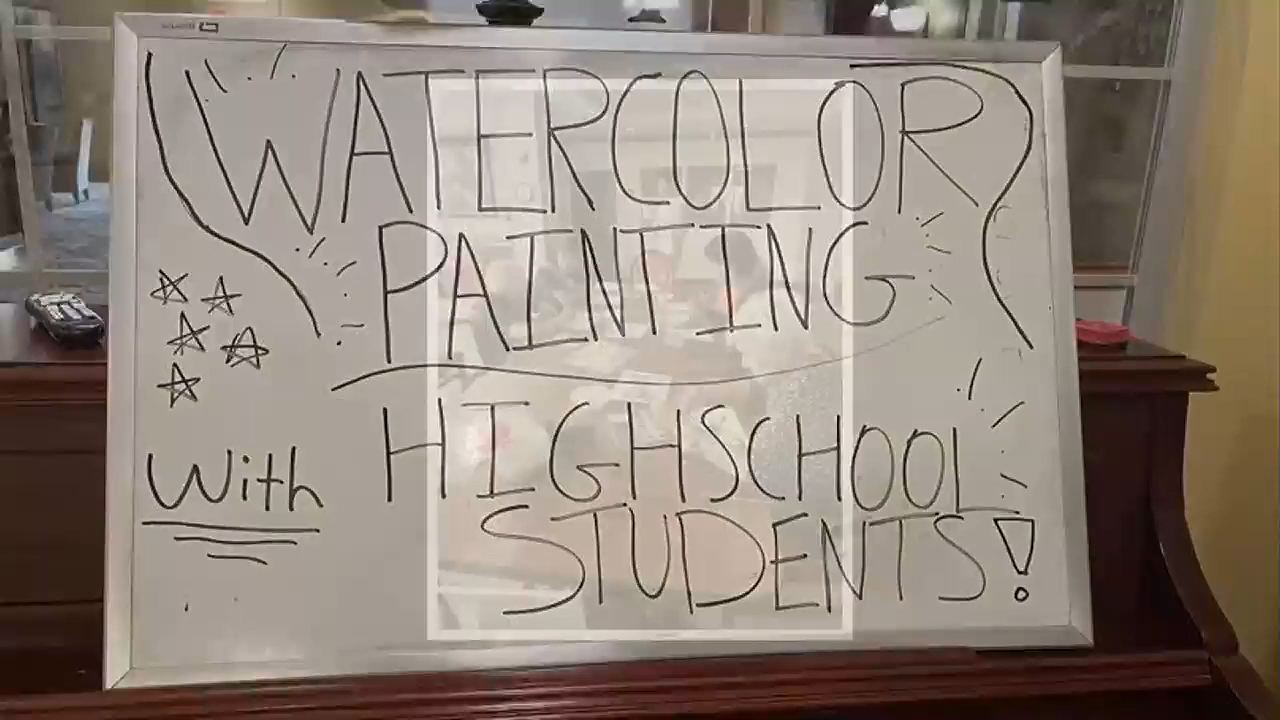 WATERCOLOR
PAINTING
With
HIGHSCHOOL
STUDENTS!